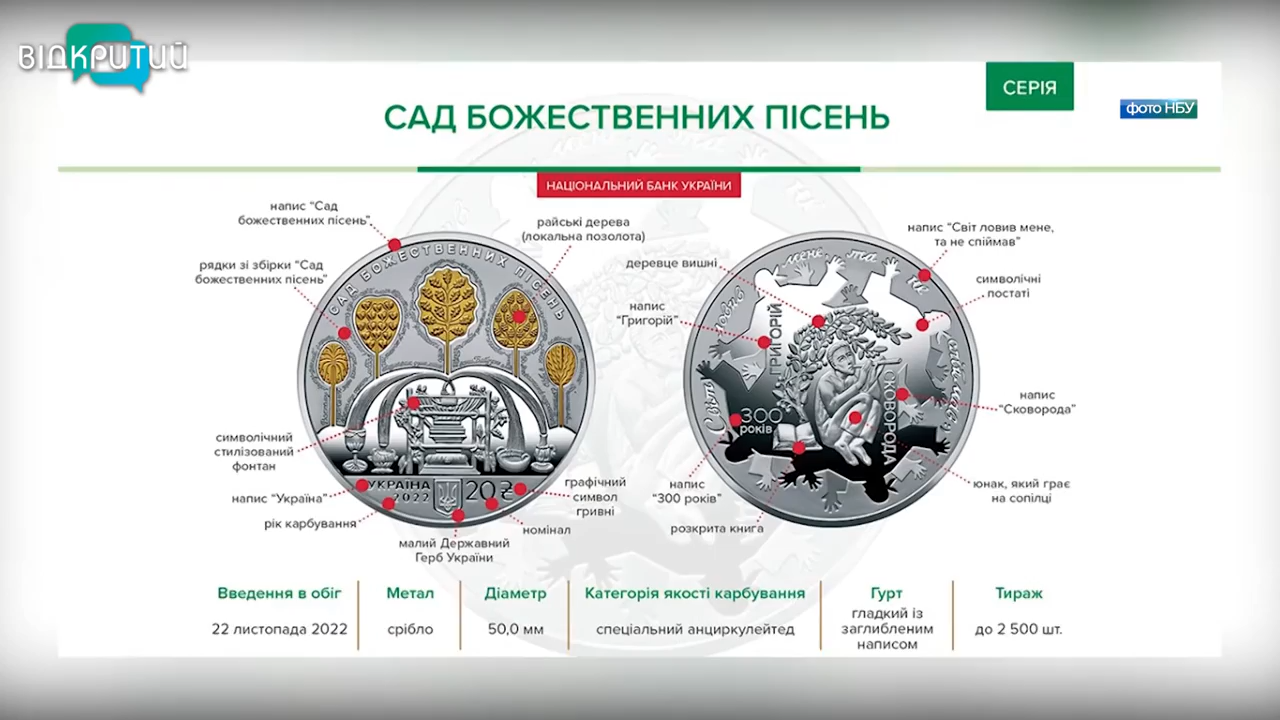 ВІДКРИТИЙ
СЕРІЯ
фото НБУ
САД БОЖЕСТВЕННИХ ПІСЕНЬ
НАЦІОНАЛЬНИЙ БАНК УКРАЇНИ
напис “Сад
божественних пісень”
рядки зі збірки “Сад
божественних пісень”
райські дерева
(локальна позолота)
символічний
стилізований
фонтан
напис “Україна”
рік карбування
малий Державний
Герб України
номінал
графічний
символ
гривні
САД БОЖЕСТВЕННИХ ПІСЕНЬ
УКРАЇНА
2022
20 ₴
деревце вишні
напис
“Григорій”
напис “Світ ловив мене,
та не спіймав”
символічні
постаті
напис
“Сковорода”
юнак, який грає
на сопілці
напис
“300 років”
розкрита книга
Світ ловив мене та не
ГРИГОРІЙ
СКОВОРОДА
300
років
Введення в обіг
22 листопада 2022
Метал
срібло
Діаметр
50,0 мм
Категорія якості карбування
спеціальний анциркулейтед
Гурт
гладкий із
заглибленим
написом
Тираж
до 2 500 шт.